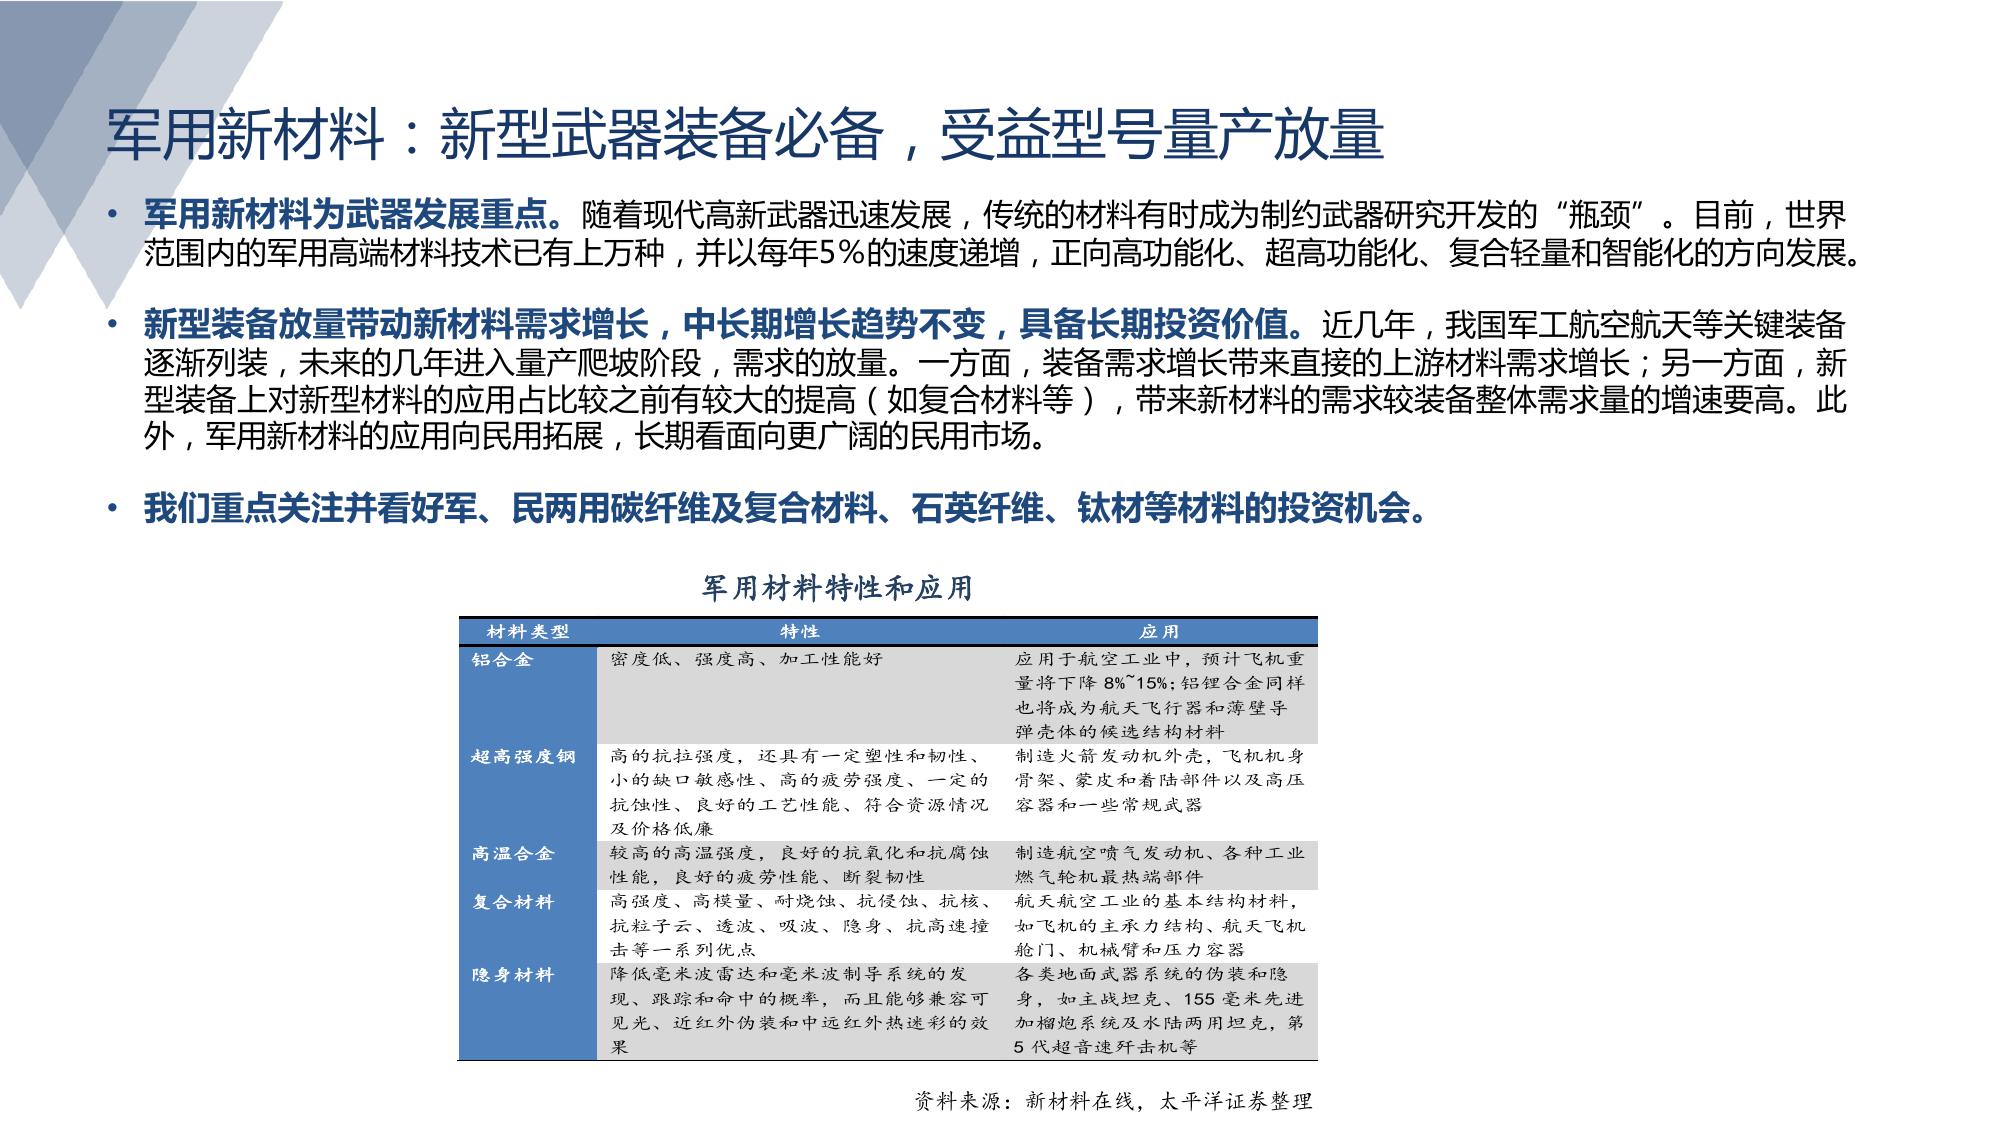 军用新材料：新型武器装备必备，受益型号量产放量
• 军用新材料为武器发展重点。随着现代高新武器迅速发展，传统的材料有时成为制约武器研究开发的“瓶颈”。目前，世界
范围内的军用高端材料技术已有上万种，并以每年5%的速度递增，正向高功能化、超高功能化、复合轻量和智能化的方向发展。
• 新型装备放量带动新材料需求增长，中长期增长趋势不变，具备长期投资价值。近几年，我国军工航空航天等关键装备
逐渐列装，未来的几年进入量产爬坡阶段，需求的放量。一方面，装备需求增长带来直接的上游材料需求增长；另一方面，新
型装备上对新型材料的应用占比较之前有较大的提高（如复合材料等），带来新材料的需求较装备整体需求量的增速要高。此
外，军用新材料的应用向民用拓展，长期看面向更广阔的民用市场。
• 我们重点关注并看好军、民两用碳纤维及复合材料、石英纤维、钛材等材料的投资机会。
军用材料特性和应用
材料类型 特性 应用
铝合金 密度低、强度高、加工性能好 应用于航空工业中，预计飞机重
量将下降 8%~15%；铝锂合金同样
也将成为航天飞行器和薄壁导
弹壳体的候选结构材料
超高强度钢 高的抗拉强度，还具有一定塑性和韧性、 制造火箭发动机外壳，飞机机身
小的缺口敏感性、高的疲劳强度、一定的 骨架、蒙皮和着陆部件以及高压
抗蚀性、良好的工艺性能、符合资源情况 容器和一些常规武器
及价格低廉
高温合金 较高的高温强度，良好的抗氧化和抗腐蚀 制造航空喷气发动机、各种工业
性能，良好的疲劳性能、断裂韧性 燃气轮机最热端部件
复合材料 高强度、高模量、耐烧蚀、抗侵蚀、抗核、 航天航空工业的基本结构材料，
抗粒子云、透波、吸波、隐身、抗高速撞 如飞机的主承力结构、航天飞机
击等一系列优点 舱门、机械臂和压力容器
隐身材料 降低毫米波雷达和毫米波制导系统的发 各类地面武器系统的伪装和隐
现、跟踪和命中的概率，而且能够兼容可 身，如主战坦克、155 毫米先进
见光、近红外伪装和中远红外热迷彩的效 加榴炮系统及水陆两用坦克，第
果 5 代超音速歼击机等
资料来源：新材料在线，太平洋证券整理